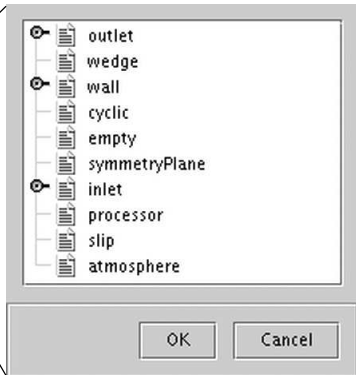 outlet
wedge
wall
cyclic
empty
symmetryPlane
inlet
processor
slip
atmosphere
OK Cancel